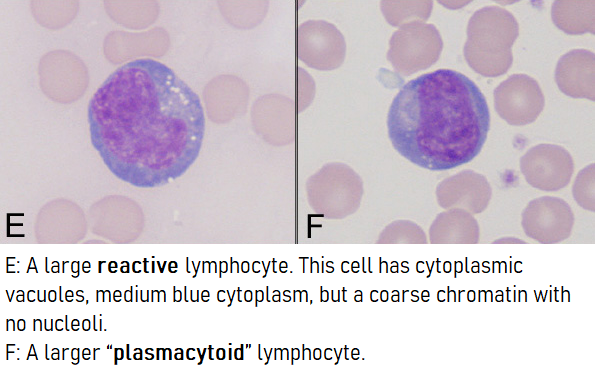 E
F
E: A large reactive lymphocyte. This cell has cytoplasmic
vacuoles, medium blue cytoplasm, but a coarse chromatin with
no nucleoli.
F: A larger “plasmacytoid” lymphocyte.